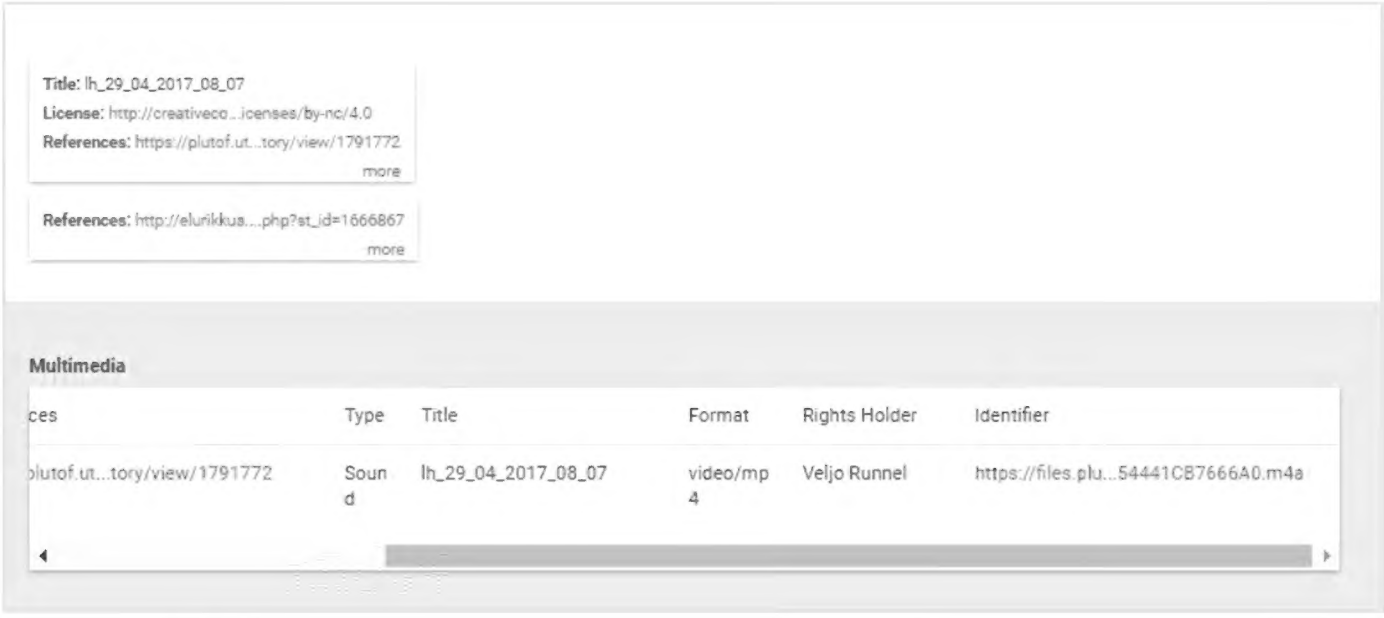 Title: lh_29_04_2017_08_07
License: http://creativeco...icenses/by-nc/4.0
References: https://plutof.ut...tory/view/1791772
more
References: http://elurikkua....php?st_id=1666867
more
Multimedia
ces Type Title Format Rights Holder Identifier
plutof.ut...tory/view/1791772 Soun lh_29_04_2017_08_07 video/mp Veljo Runnel https://files.plu...54441CB7666A0.m4a
d 4